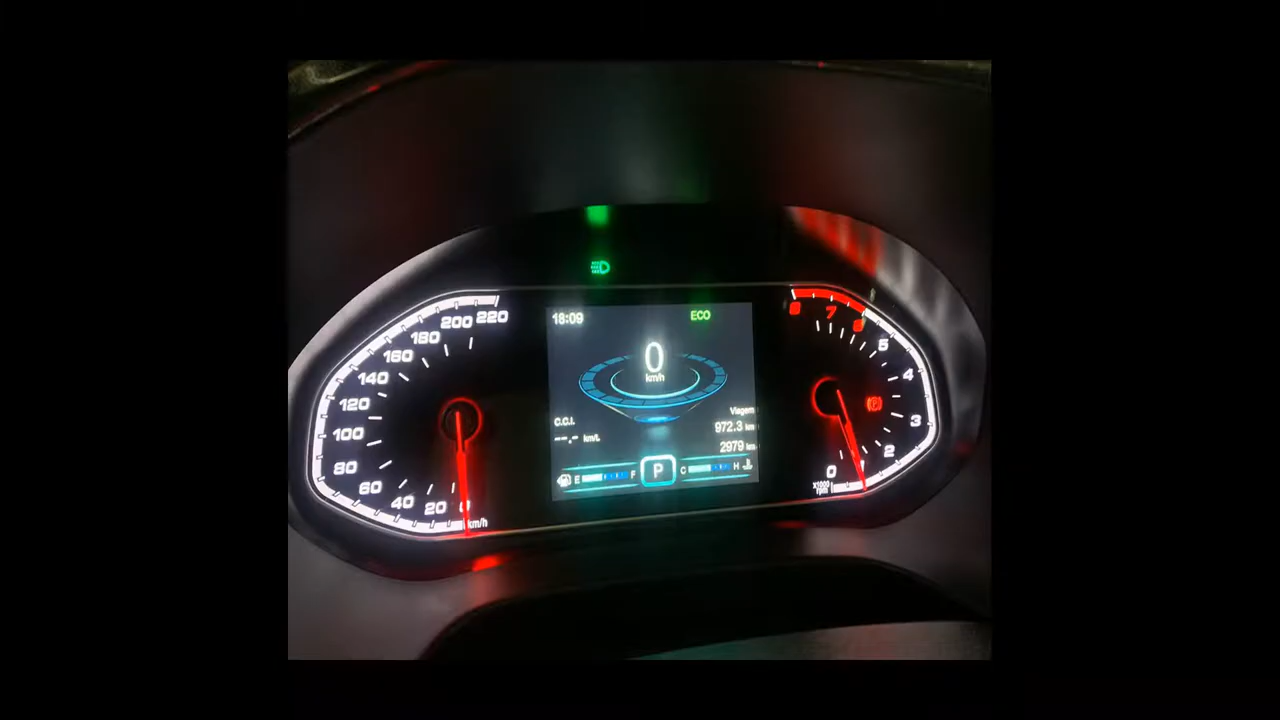 18:09
ECO
0
km/h
C.C.I.
--.- km/L
Viagem
972.3 km
2979 km
E F
P
C H
220
200
180
160
140
120
100
80
60
40
20
0
km/h
8
7
6
5
4
3
2
1
0
x1000
rpm
(P)